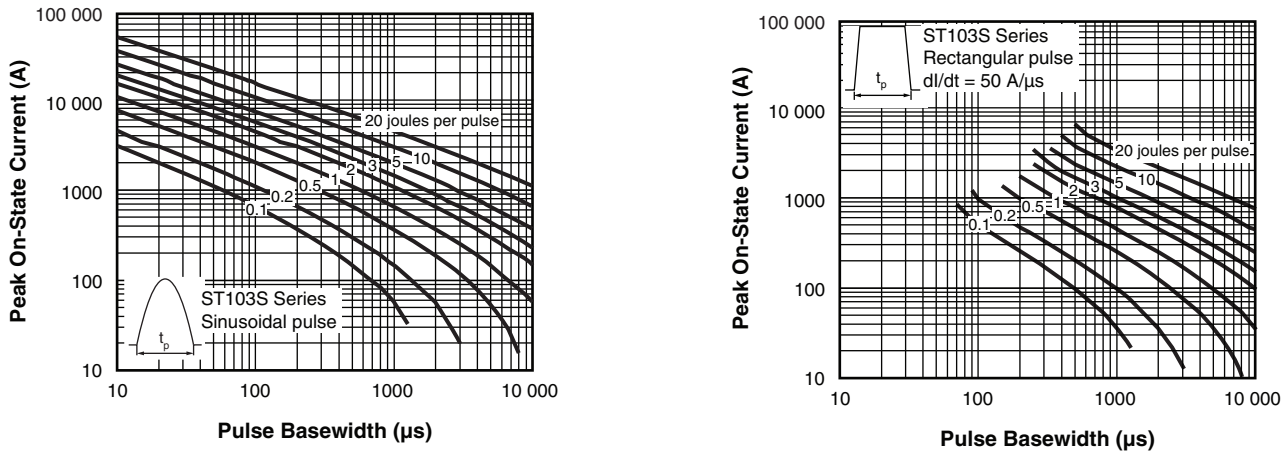 Peak On-State Current (A)
100 000
10 000
1000
100
10
20 joules per pulse
10
5
3
2
1
0.5
0.2
0.1
ST103S Series
Sinusoidal pulse
tp
10
100
1000
10 000
Pulse Basewidth (µs)
Peak On-State Current (A)
100 000
10 000
1000
100
10
ST103S Series
Rectangular pulse
dI/dt = 50 A/µs
tp
20 joules per pulse
10
5
3
2
1
0.5
0.2
0.1
10
100
1000
10 000
Pulse Basewidth (µs)